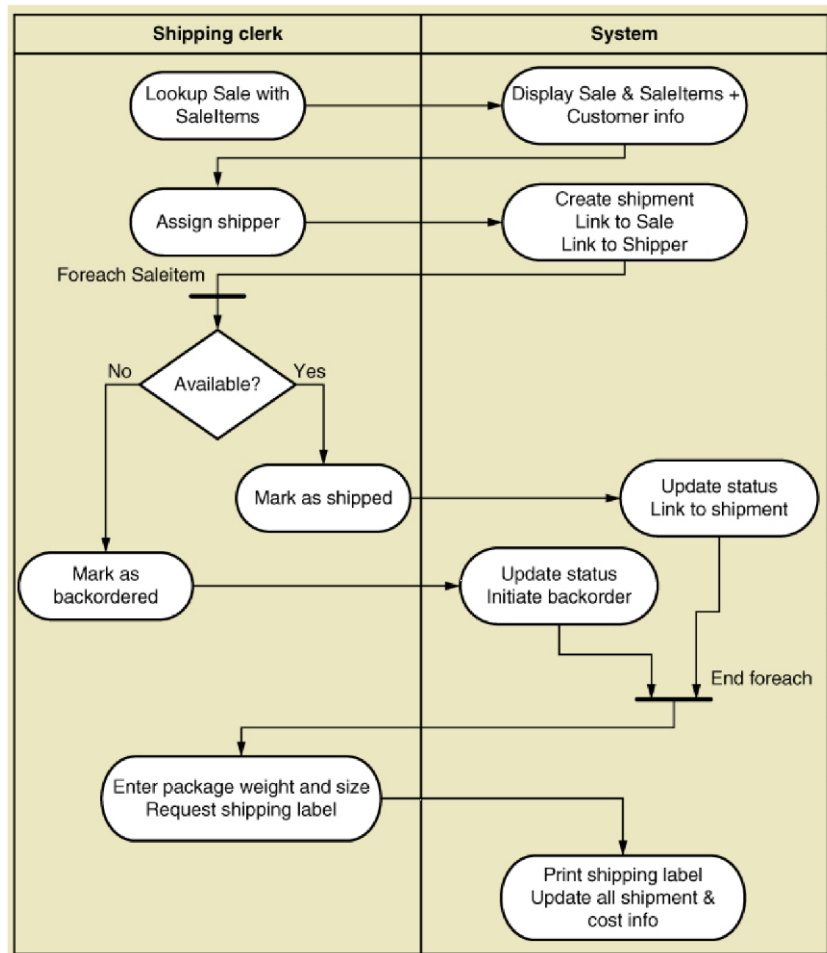 Shipping clerk
System
Lookup Sale with
SaleItems
Display Sale & SaleItems +
Customer info
Assign shipper
Create shipment
Link to Sale
Link to Shipper
Foreach Saleitem
No
Available?
Yes
Mark as shipped
Update status
Link to shipment
Mark as
backordered
Update status
Initiate backorder
End foreach
Enter package weight and size
Request shipping label
Print shipping label
Update all shipment &
cost info